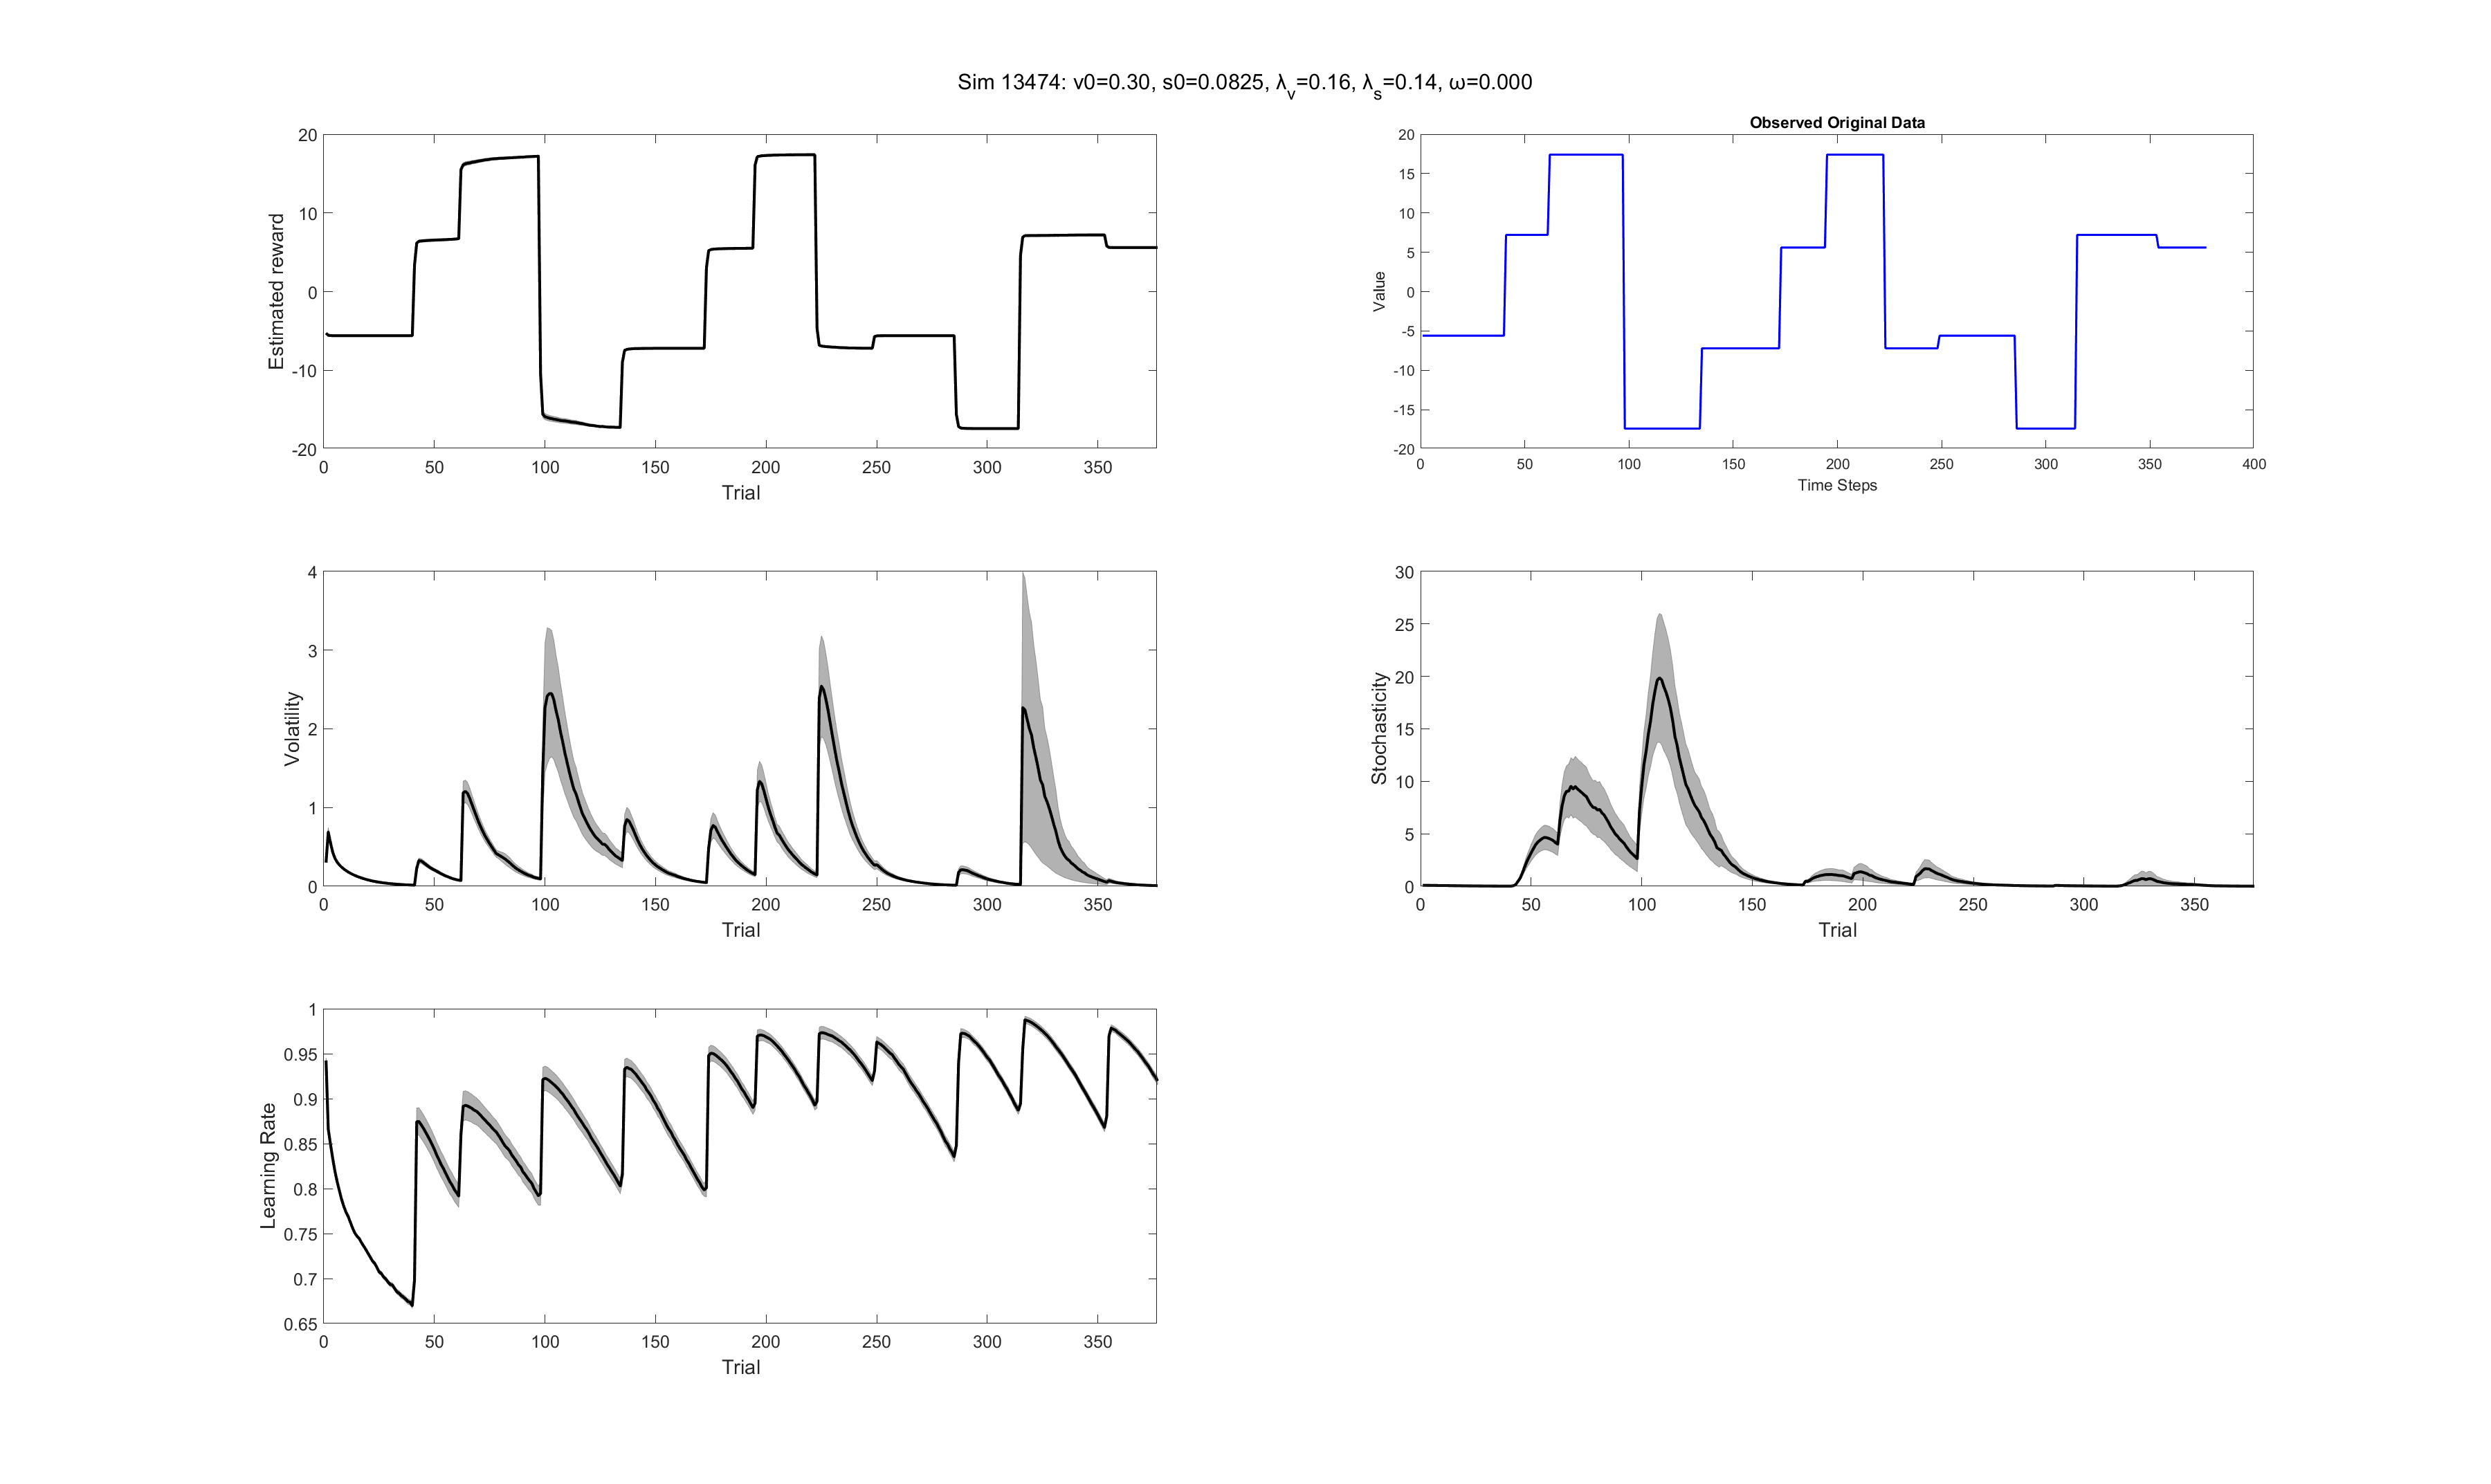 Sim 13474: v0=0.30, s0=0.0825, λv=0.16, λs=0.14, ω=0.000
Estimated reward
20
10
0
-10
-20
0 50 100 150 200 250 300 350
Trial
Observed Original Data
Value
20
15
10
5
0
-5
-10
-15
-20
0 50 100 150 200 250 300 350 400
Time Steps
Volatility
4
3
2
1
0
0 50 100 150 200 250 300 350
Trial
Stochasticity
30
25
20
15
10
5
0
0 50 100 150 200 250 300 350
Trial
Learning Rate
1
0.95
0.9
0.85
0.8
0.75
0.7
0.65
0 50 100 150 200 250 300 350
Trial